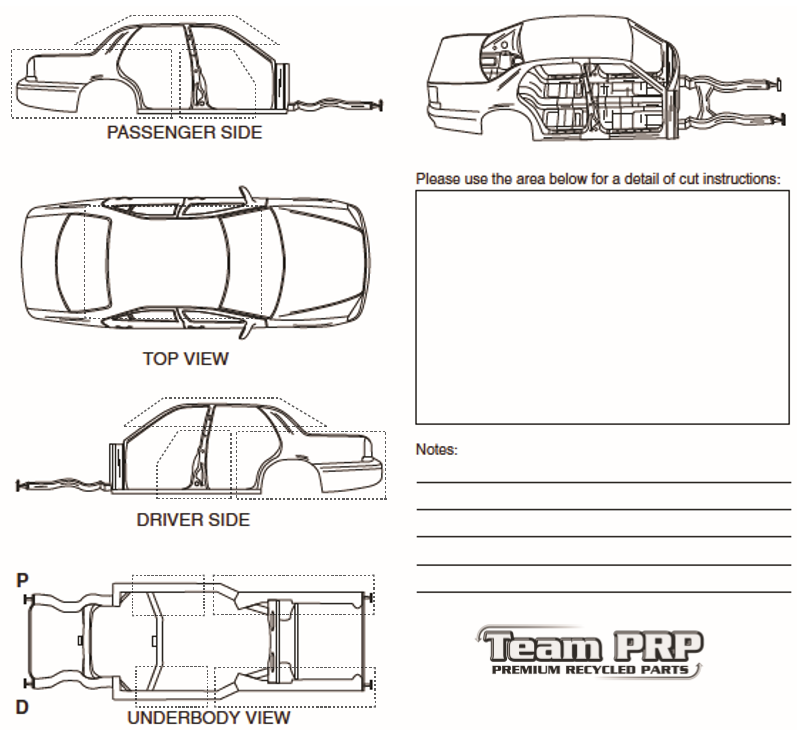 PASSENGER SIDE
TOP VIEW
DRIVER SIDE
P
D
UNDERBODY VIEW
Please use the area below for a detail of cut instructions:
Notes:
Team PRP
PREMIUM RECYCLED PARTS